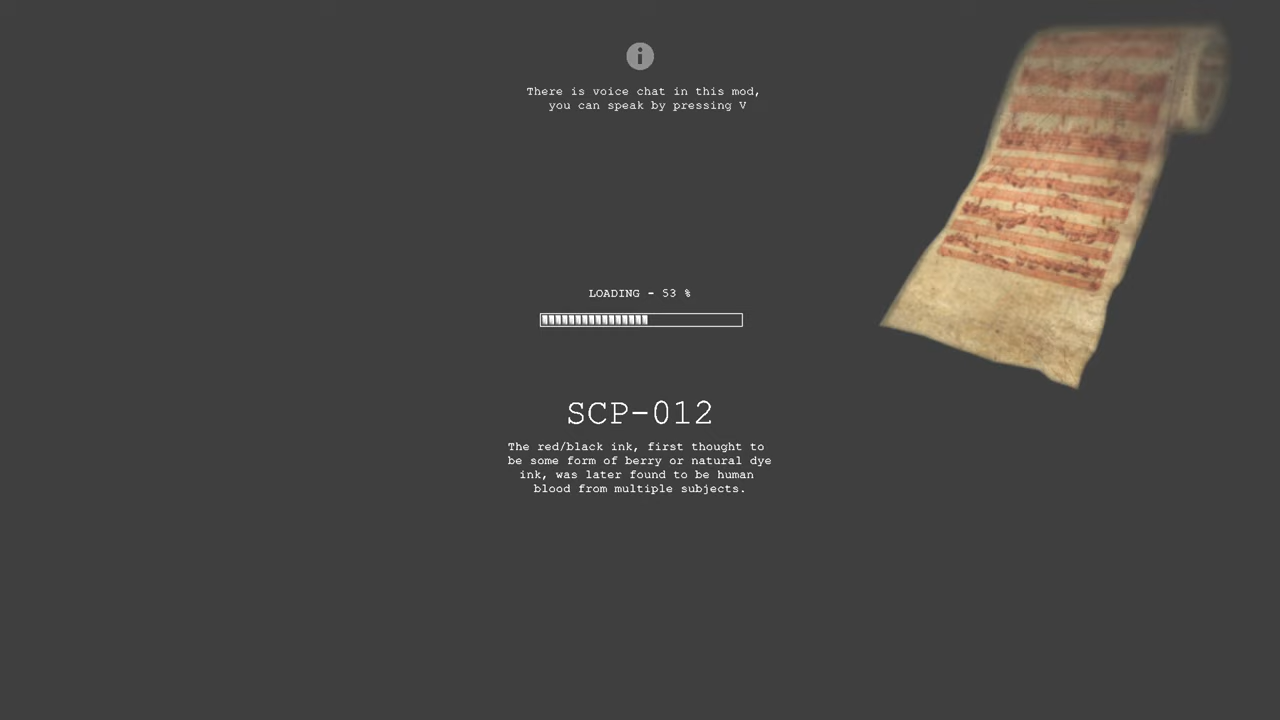 There is voice chat in this mod,
you can speak by pressing V
LOADING - 53 %
SCP-012
The red/black ink, first thought to
be some form of berry or natural dye
ink, was later found to be human
blood from multiple subjects.